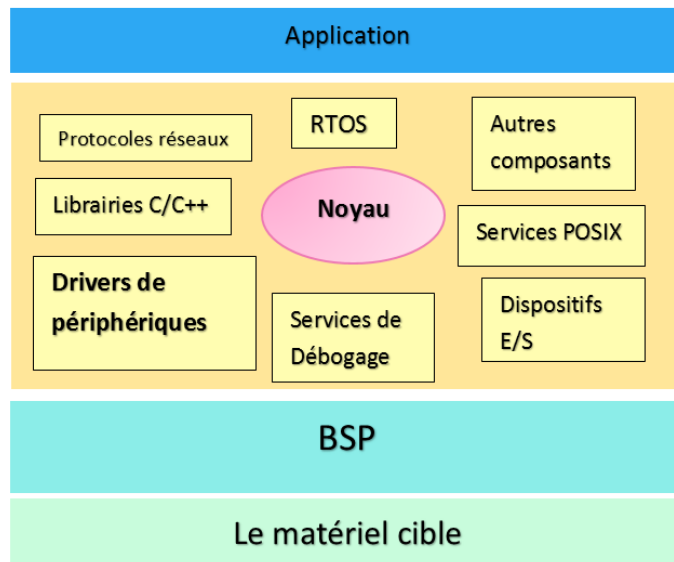 Application
RTOS
Autres
composants
Protocoles réseaux
Librairies C/C++
Noyau
Services POSIX
Drivers de
périphériques
Services de
Débogage
Dispositifs
E/S
BSP
Le matériel cible